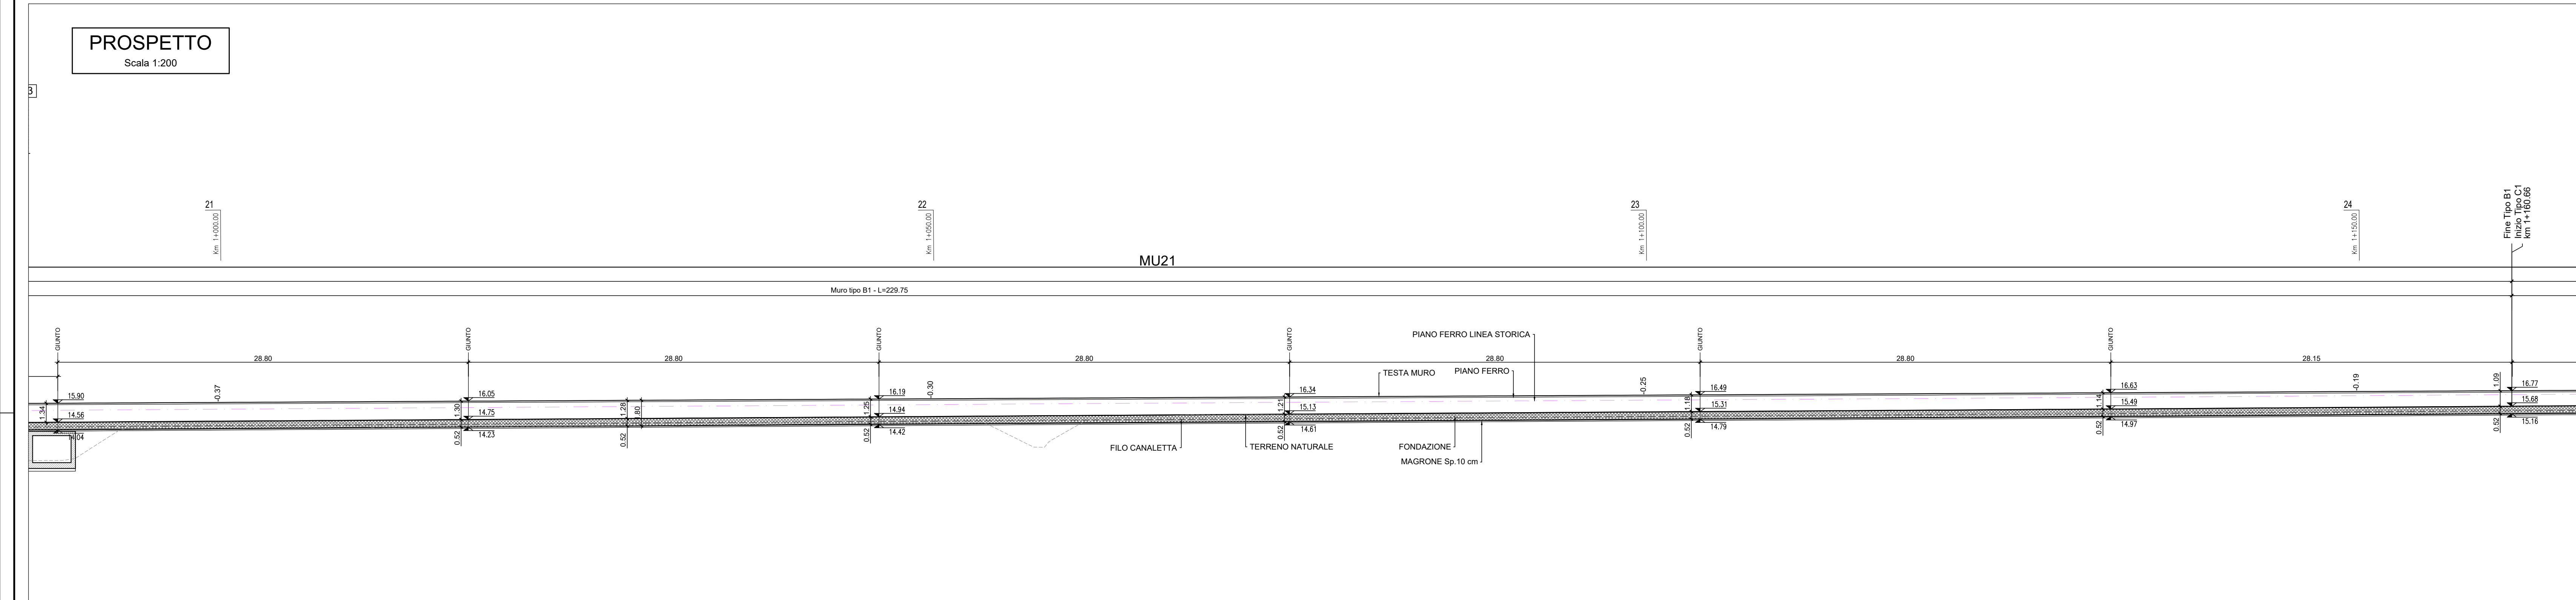 PROSPETTO
Scala 1:200
3
21
Km 1+000.00
22
Km 1+050.00
23
Km 1+100.00
24
Km 1+150.00
Fine Tipo B1
Inizio Tipo C1
km 1+160.66
MU21
Muro tipo B1 - L=229.75
GIUNTO
GIUNTO
GIUNTO
GIUNTO
GIUNTO
GIUNTO
PIANO FERRO LINEA STORICA
28.80
28.80
28.80
28.80
28.80
28.15
TESTA MURO
PIANO FERRO
-0.37
-0.30
-0.25
-0.19
15.90
16.05
16.19
16.34
16.49
16.63
16.77
1.34
1.30
1.28
1.25
1.21
1.18
1.14
1.09
14.56
14.75
14.94
15.13
15.31
15.49
15.68
14.04
14.23
14.42
14.61
14.79
14.97
15.16
0.52
0.52
0.52
0.52
0.52
0.52
0.52
FILO CANALETTA
TERRENO NATURALE
FONDAZIONE
MAGRONE Sp.10 cm